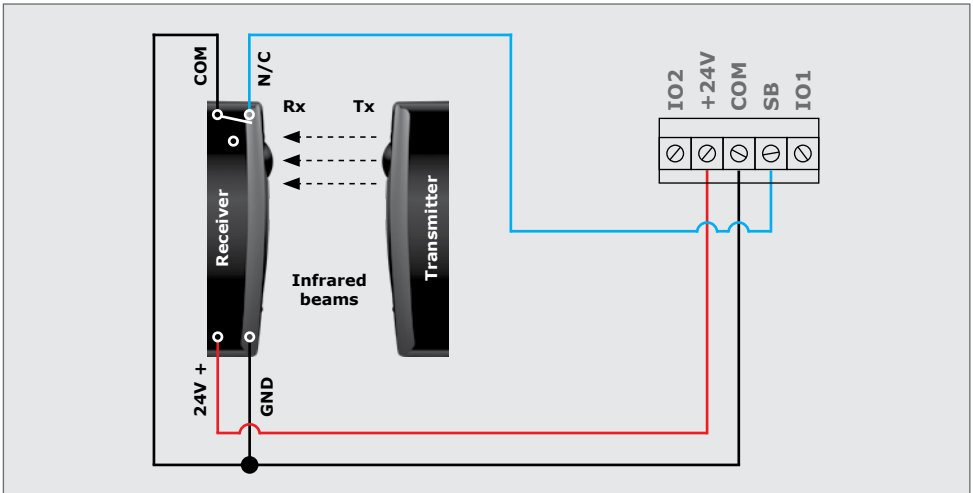 COM
N/C
IO2
+24V
COM
SB
IO1
Rx
Tx
Receiver
Transmitter
Infrared
beams
24V +
GND